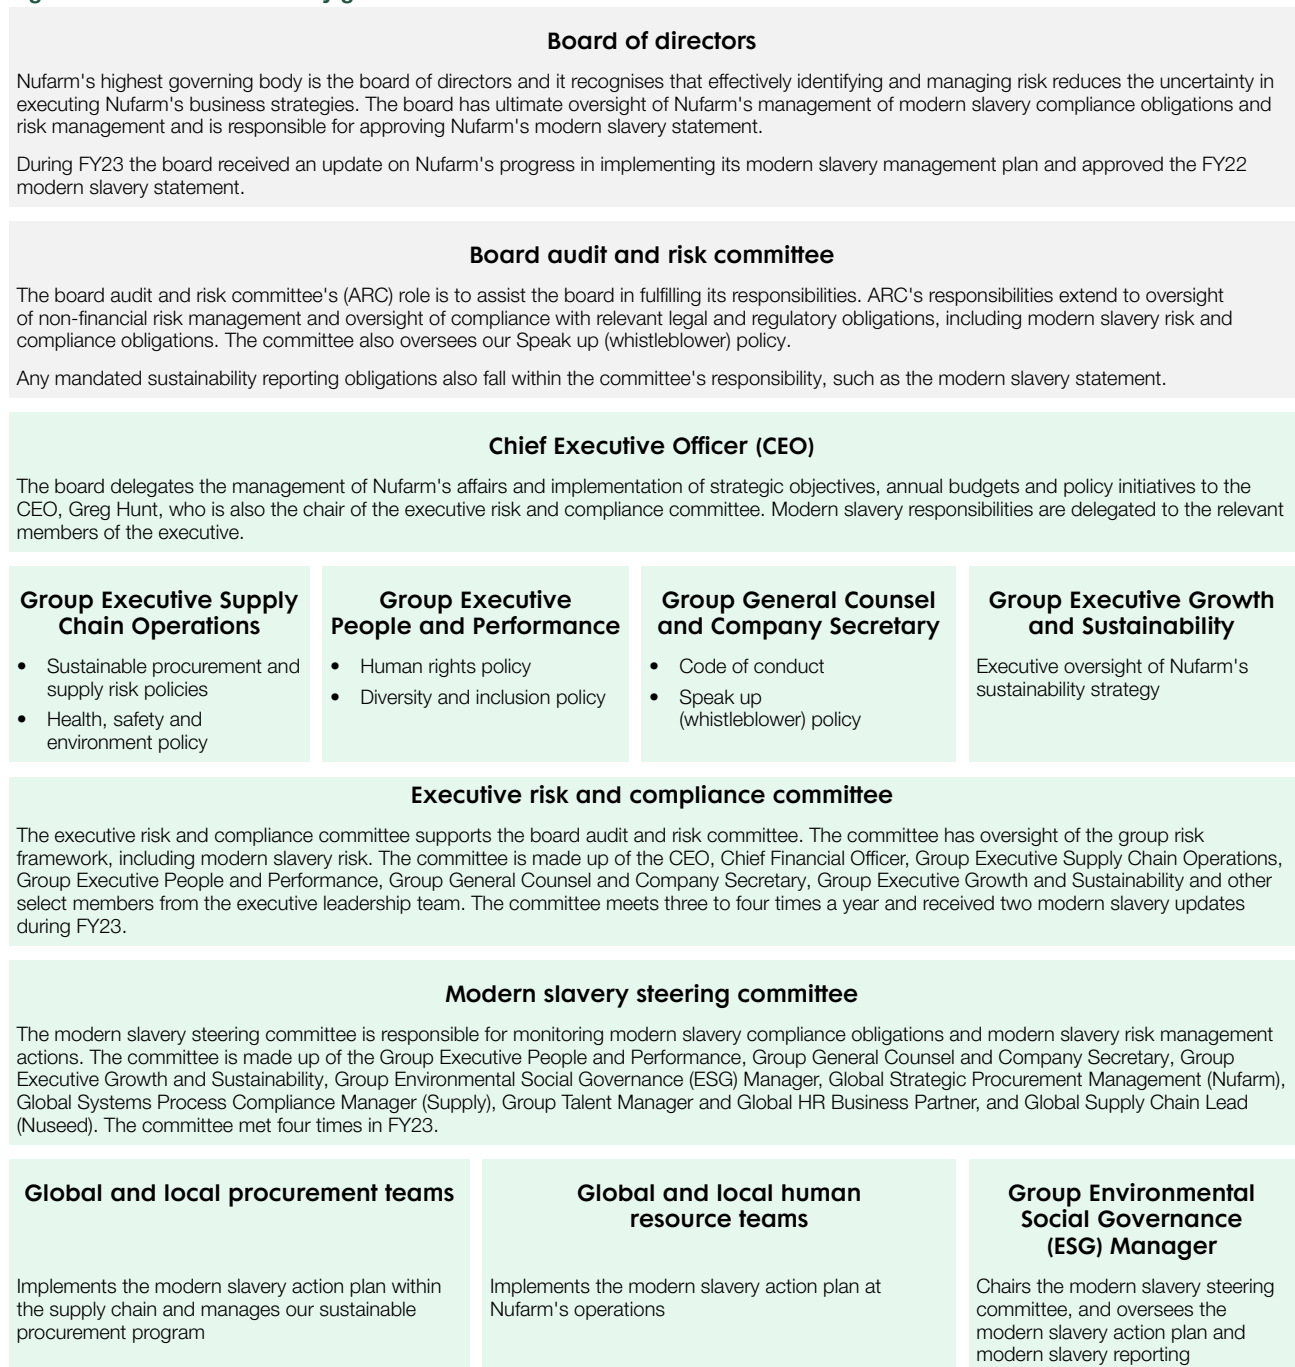 Board of directors
Nufarm's highest governing body is the board of directors and it recognises that effectively identifying and managing risk reduces the uncertainty in
executing Nufarm's business strategies. The board has ultimate oversight of Nufarm's management of modern slavery compliance obligations and
risk management and is responsible for approving Nufarm's modern slavery statement.
During FY23 the board received an update on Nufarm's progress in implementing its modern slavery management plan and approved the FY22
modern slavery statement.
Board audit and risk committee
The board audit and risk committee's (ARC) role is to assist the board in fulfilling its responsibilities. ARC's responsibilities extend to oversight
of non-financial risk management and oversight of compliance with relevant legal and regulatory obligations, including modern slavery risk and
compliance obligations. The committee also oversees our Speak up (whistleblower) policy.
Any mandated sustainability reporting obligations also fall within the committee's responsibility, such as the modern slavery statement.
Chief Executive Officer (CEO)
The board delegates the management of Nufarm's affairs and implementation of strategic objectives, annual budgets and policy initiatives to the
CEO, Greg Hunt, who is also the chair of the executive risk and compliance committee. Modern slavery responsibilities are delegated to the relevant
members of the executive.
Group Executive Supply
Chain Operations
• Sustainable procurement and
supply risk policies
• Health, safety and
environment policy
Group Executive
People and Performance
• Human rights policy
• Diversity and inclusion policy
Group General Counsel
and Company Secretary
• Code of conduct
• Speak up
(whistleblower) policy
Group Executive Growth
and Sustainability
Executive oversight of Nufarm's
sustainability strategy
Executive risk and compliance committee
The executive risk and compliance committee supports the board audit and risk committee. The committee has oversight of the group risk
framework, including modern slavery risk. The committee is made up of the CEO, Chief Financial Officer, Group Executive Supply Chain Operations,
Group Executive People and Performance, Group General Counsel and Company Secretary, Group Executive Growth and Sustainability and other
select members from the executive leadership team. The committee meets three to four times a year and received two modern slavery updates
during FY23.
Modern slavery steering committee
The modern slavery steering committee is responsible for monitoring modern slavery compliance obligations and modern slavery risk management
actions. The committee is made up of the Group Executive People and Performance, Group General Counsel and Company Secretary, Group
Executive Growth and Sustainability, Group Environmental Social Governance (ESG) Manager, Global Strategic Procurement Management (Nufarm),
Global Systems Process Compliance Manager (Supply), Group Talent Manager and Global HR Business Partner, and Global Supply Chain Lead
(Nuseed). The committee met four times in FY23.
Global and local procurement teams
Implements the modern slavery action plan within
the supply chain and manages our sustainable
procurement program
Global and local human
resource teams
Implements the modern slavery action plan at
Nufarm's operations
Group Environmental
Social Governance
(ESG) Manager
Chairs the modern slavery steering
committee, and oversees the
modern slavery action plan and
modern slavery reporting